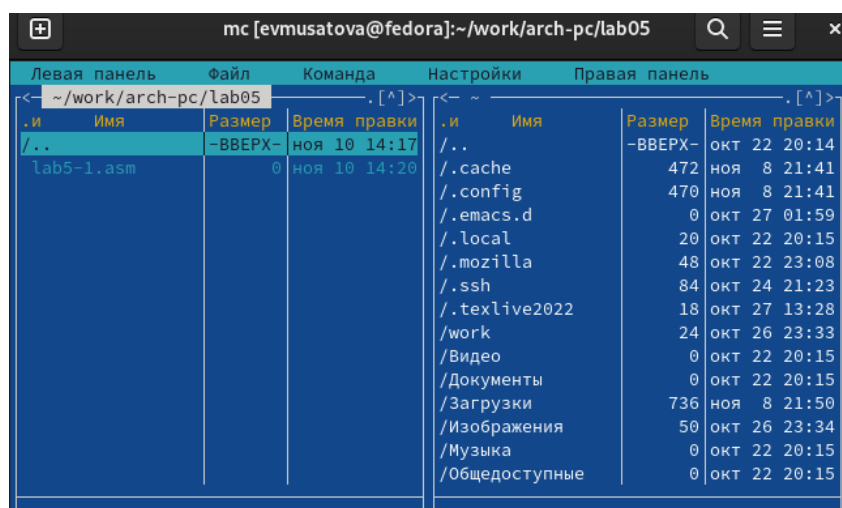 mc [evmusatova@fedora]:~/work/arch-pc/lab05
Левая панель Файл Команда Настройки Правая панель
<─ ~/work/arch-pc/lab05 .[^]>
.и Имя Размер Время правки
/.. -ВВЕРХ- ноя 10 14:17
lab5-1.asm 0 ноя 10 14:20
<─ ~ .[^]>
.и Имя Размер Время правки
/.. -ВВЕРХ- окт 22 20:14
/.cache 472 ноя 8 21:41
/.config 470 ноя 8 21:41
/.emacs.d 0 окт 27 01:59
/.local 20 окт 22 20:15
/.mozilla 48 окт 22 23:08
/.ssh 84 окт 24 21:23
/.texlive2022 18 окт 27 13:28
/work 24 окт 26 23:33
/Видео 0 окт 22 20:15
/Документы 0 окт 22 20:15
/Загрузки 736 ноя 8 21:50
/Изображения 50 окт 26 23:34
/Музыка 0 окт 22 20:15
/Общедоступные 0 окт 22 20:15